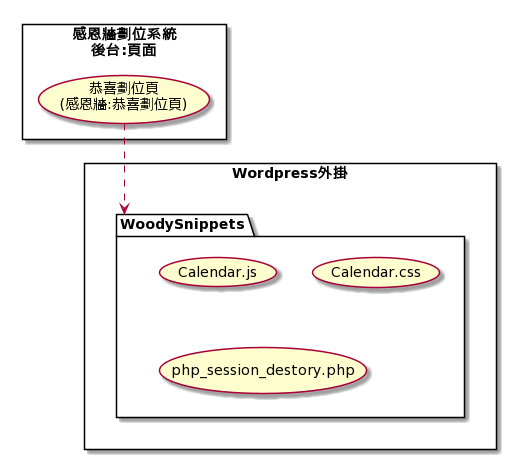 感恩牆劃位系統
後台:頁面
恭喜劃位頁
(感恩牆:恭喜劃位頁)
Wordpress外掛
WoodySnippets
Calendar.js
Calendar.css
php_session_destory.php